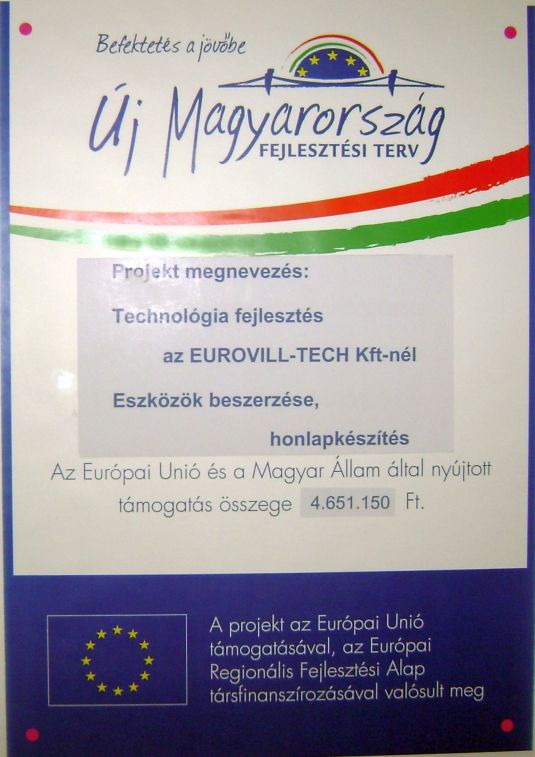 Befektetés a jövőbe
Új Magyarország
FEJLESZTÉSI TERV
Projekt megnevezés:
Technológia fejlesztés
az EUROVILL-TECH Kft-nél
Eszközök beszerzése,
honlapkészítés
Az Európai Unió és a Magyar Állam által nyújtott
támogatás összege 4.651.150 Ft.
A projekt az Európai Unió
támogatásával, az Európai
Regionális Fejlesztési Alap
társfinanszírozásával valósult meg